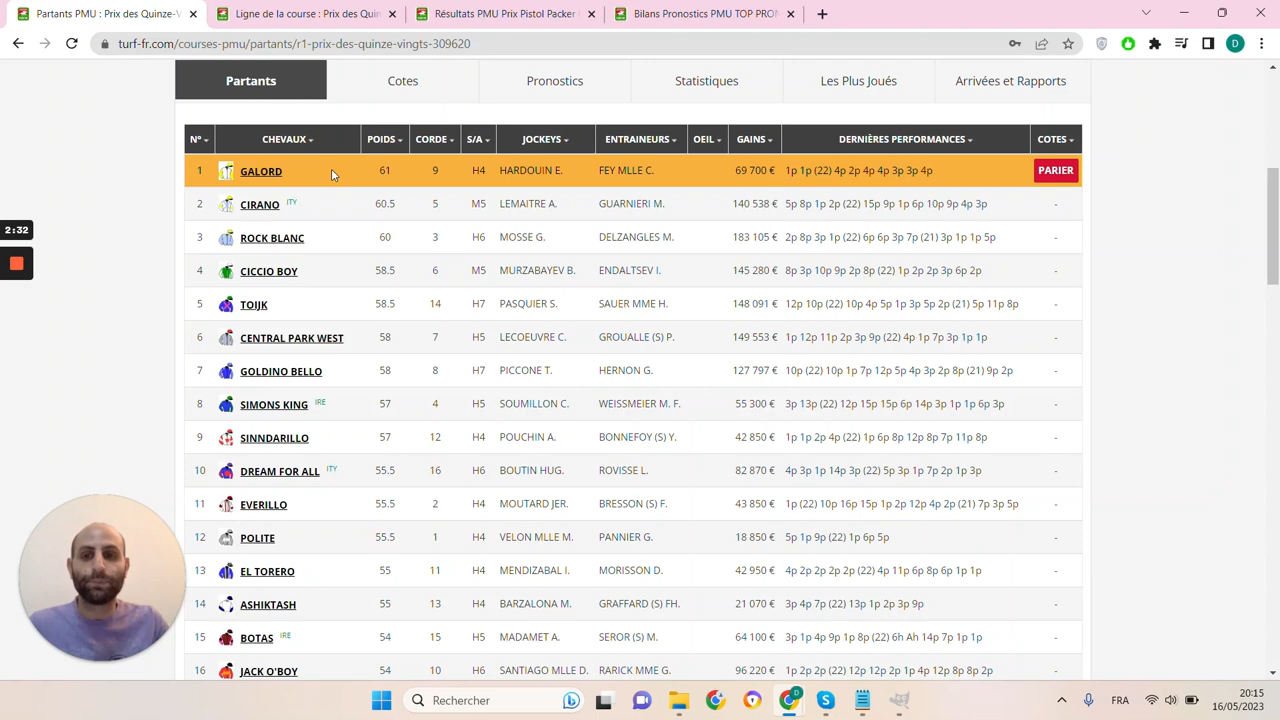 Partants PMU : Prix des Quinze-V
Ligne de la course : Prix des Quin
Résultats PMU Prix Pistol Packer (
Bilans Pronostics PMU TOP PRON
turf-fr.com/courses-pmu/partants/r1-prix-des-quinze-vingts-309620
D
Partants Cotes Pronostics Statistiques Les Plus Joués Arrivées et Rapports
N° CHEVAUX POIDS CORDE S/A JOCKEYS ENTRAINEURS OEIL GAINS DERNIÈRES PERFORMANCES COTES
1 GALORD 61 9 H4 HARDOUIN E. FEY MLLE C. 69 700 € 1p 1p (22) 4p 2p 4p 4p 3p 3p 4p PARIER
2 CIRANO ITY 60.5 5 M5 LEMAITRE A. GUARNIERI M. 140 538 € 5p 8p 1p 2p (22) 15p 9p 1p 6p 10p 9p 4p 3p -
3 ROCK BLANC 60 3 H6 MOSSE G. DELZANGLES M. 183 105 € 2p 8p 3p 1p (22) 6p 6p 3p 7p (21) 3p 1p 1p 5p -
4 CICCIO BOY 58.5 6 M5 MURZABAYEV B. ENDALTSEV I. 145 280 € 8p 3p 10p 9p 2p 8p (22) 1p 2p 2p 3p 6p 2p -
5 TOIJK 58.5 14 H7 PASQUIER S. SAUER MME H. 148 091 € 12p 10p (22) 10p 4p 5p 1p 3p 5p 2p (21) 5p 11p 8p -
6 CENTRAL PARK WEST 58 7 H5 LECOEUVRE C. GROUALLE (S) P. 149 553 € 1p 12p 11p 2p 3p 9p (22) 4p 1p 7p 3p 1p 1p -
7 GOLDINO BELLO 58 8 H7 PICCONE T. HERNON G. 127 797 € 10p (22) 10p 1p 7p 12p 5p 4p 3p 2p 8p (21) 9p 2p -
8 SIMONS KING IRE 57 4 H5 SOUMILLON C. WEISSMEIER M. F. 55 300 € 3p 13p (22) 12p 15p 15p 6p 14p 3p 1p 1p 6p 3p -
9 SINNDARILLO 57 12 H4 POUCHIN A. BONNEFOY (S) Y. 42 850 € 1p 1p 2p 4p (22) 1p 6p 8p 12p 8p 7p 11p 8p -
10 DREAM FOR ALL ITY 55.5 16 H6 BOUTIN HUG. ROVISSE L. 82 870 € 4p 3p 1p 14p 3p (22) 5p 3p 1p 7p 2p 1p 3p -
11 EVERILLO 55.5 2 H4 MOUTARD JER. BRESSON (S) F. 43 850 € 1p (22) 10p 16p 15p 1p 2p 12p 4p 2p (21) 7p 3p 5p -
12 POLITE 55.5 1 H4 VELON MLLE M. PANNIER G. 18 850 € 5p 1p 9p (22) 1p 6p 5p -
13 EL TORERO 55 11 H4 MENDIZABAL I. MORISSON D. 42 950 € 4p 2p 2p 2p 2p (22) 4p 11p 6p 8p 6p 1p 1p -
14 ASHIKTASH 55 13 H4 BARZALONA M. GRAFFARD (S) FH. 21 070 € 3p 4p 7p (22) 13p 1p 2p 3p 9p -
15 BOTAS IRE 54 15 H5 MADAMET A. SEROR (S) M. 64 100 € 3p 1p 4p 9p 1p 8p (22) 6h Ah 14p 7p 1p 1p -
16 JACK O'BOY 54 10 H6 SANTIAGO MLLE D. RARICK MME G. 96 220 € 1p 2p 2p (22) 12p 12p 2p 1p 4p 12p 8p 8p 2p -
2:32
Rechercher
FRA
20:15
16/05/2023